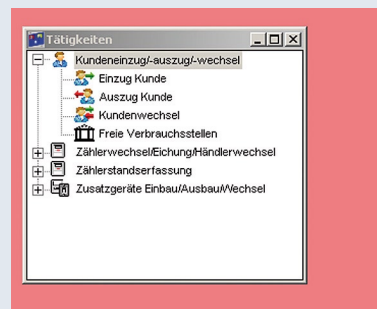 Tätigkeiten
Kundeneinzug/-auszug/-wechsel
Einzug Kunde
Auszug Kunde
Kundenwechsel
Freie Verbrauchsstellen
Zählerwechsel/Eichung/Händlerwechsel
Zählerstandserfassung
Zusatzgeräte Einbau/Ausbau/Wechsel